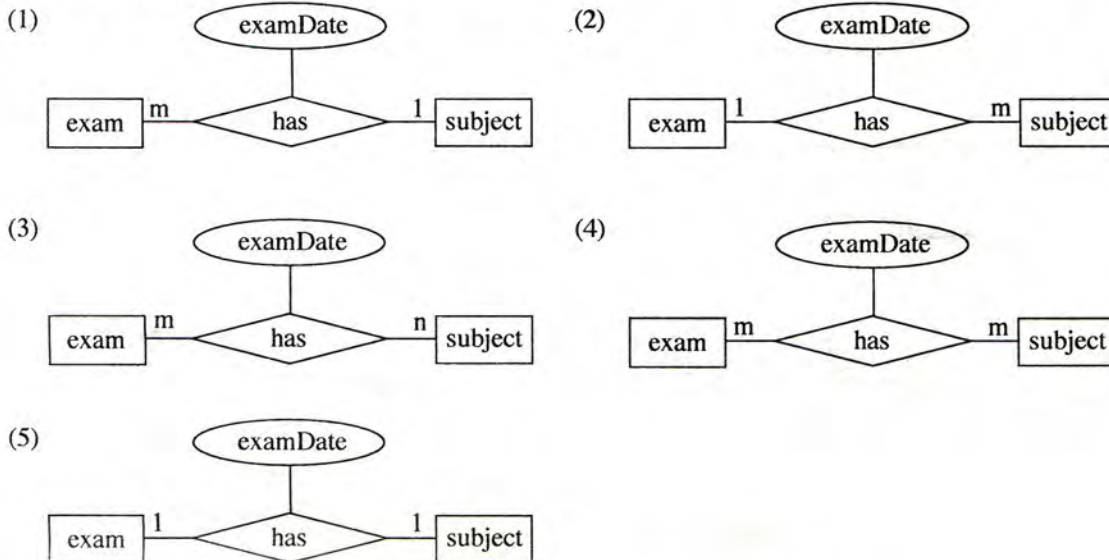 (1)
examDate
exam m has 1 subject
(2)
examDate
exam 1 has m subject
(3)
examDate
exam m has n subject
(4)
examDate
exam m has m subject
(5)
examDate
exam 1 has 1 subject